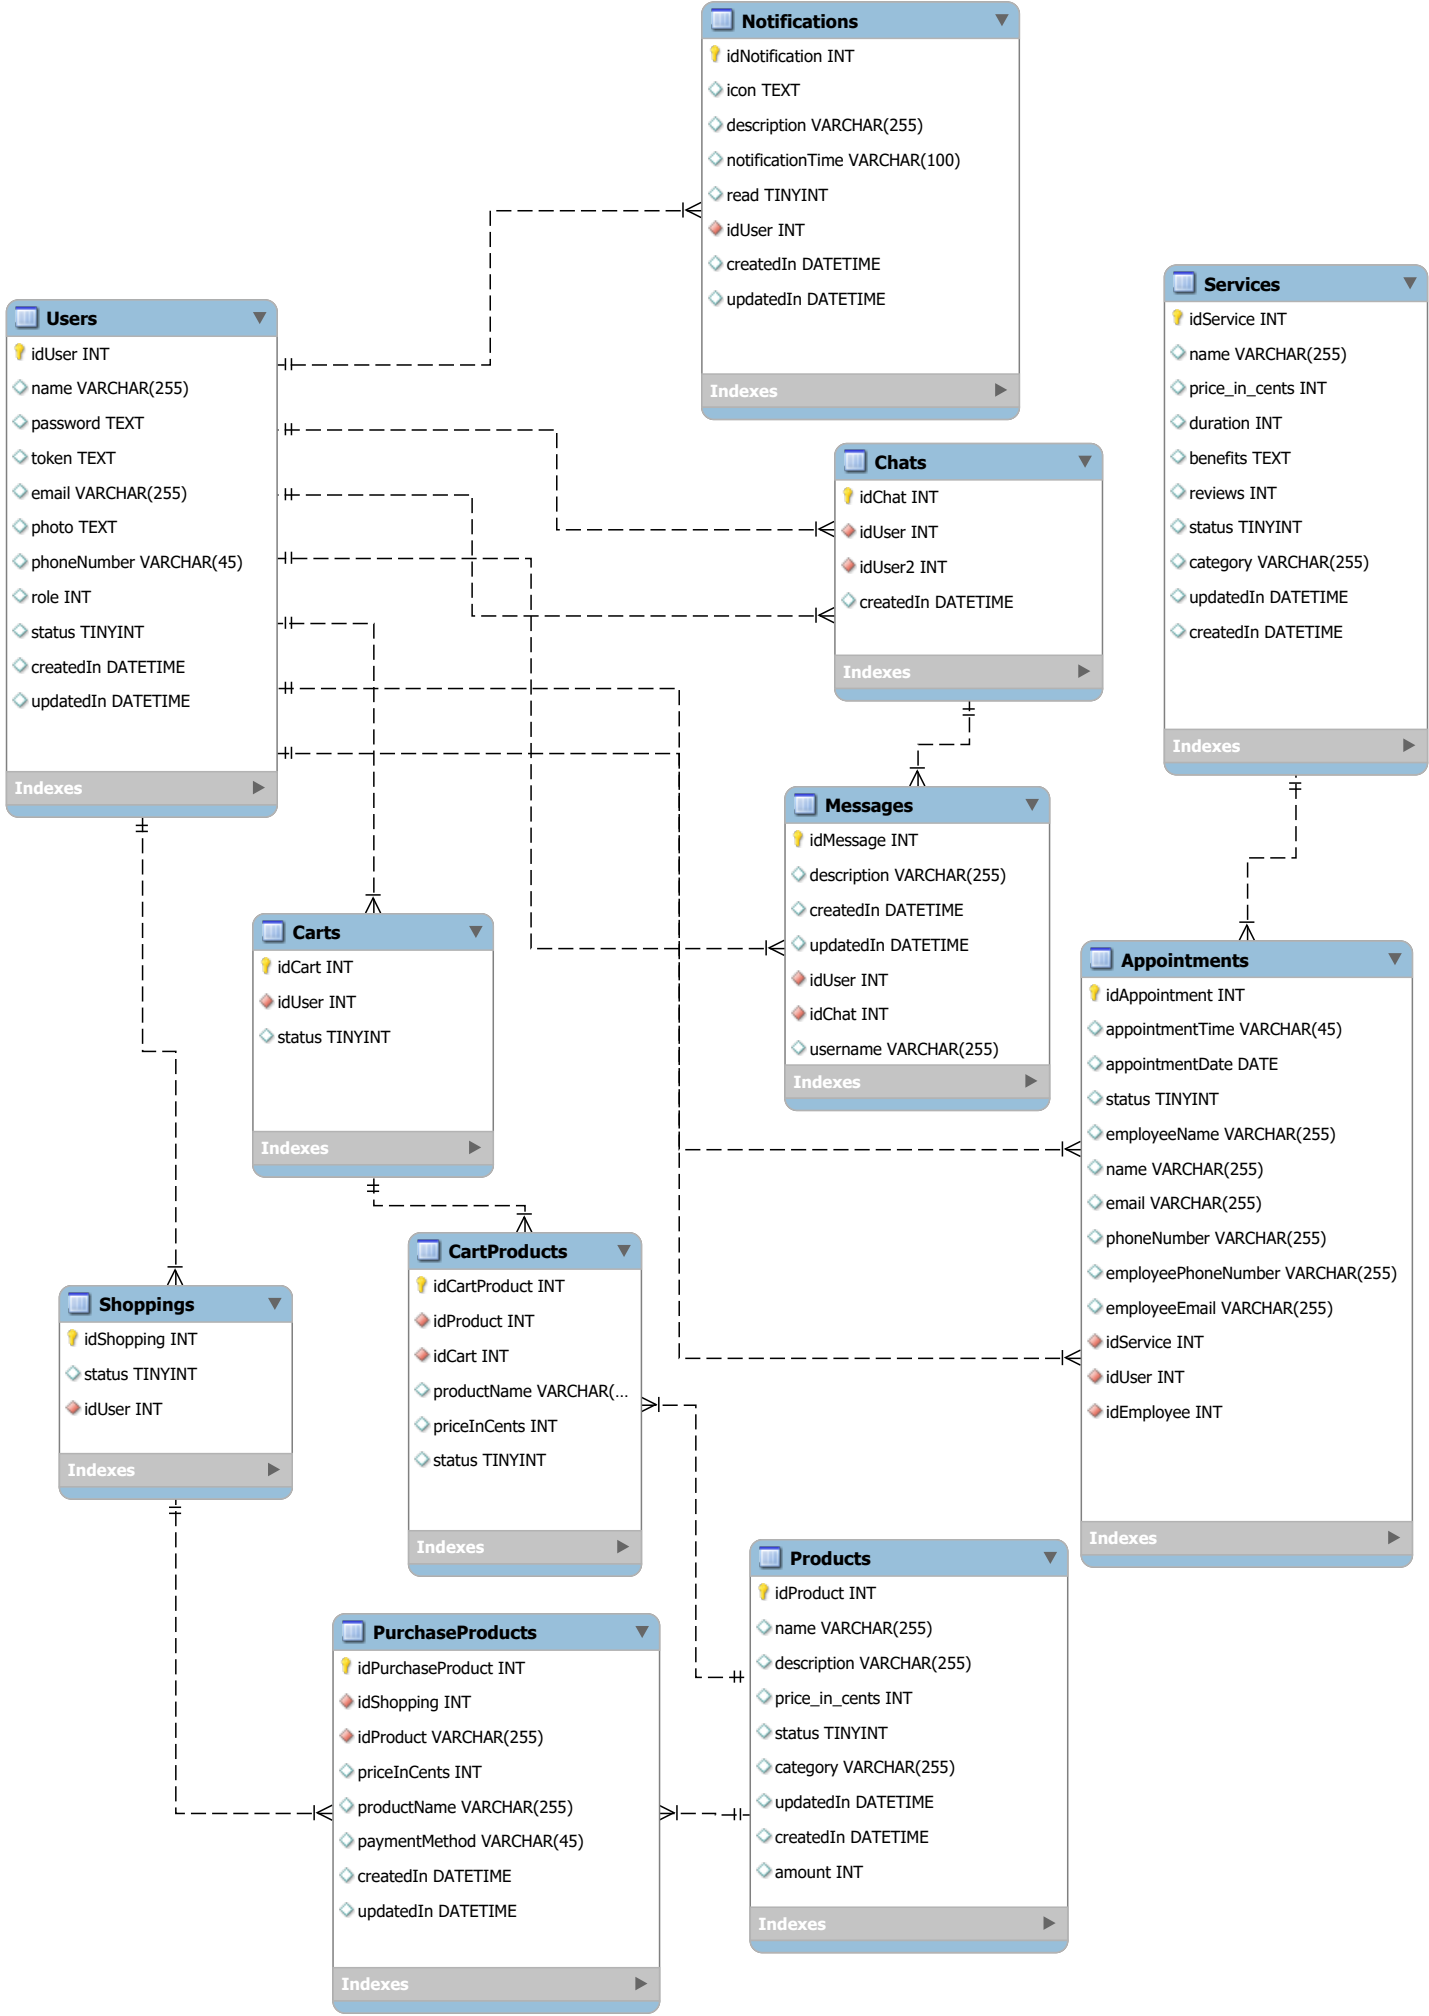 Notifications
idNotification INT
icon TEXT
description VARCHAR(255)
notificationTime VARCHAR(100)
read TINYINT
idUser INT
createdIn DATETIME
updatedIn DATETIME
Indexes
Services
idService INT
name VARCHAR(255)
price_in_cents INT
duration INT
benefits TEXT
reviews INT
status TINYINT
category VARCHAR(255)
updatedIn DATETIME
createdIn DATETIME
Indexes
Users
idUser INT
name VARCHAR(255)
password TEXT
token TEXT
email VARCHAR(255)
photo TEXT
phoneNumber VARCHAR(45)
role INT
status TINYINT
createdIn DATETIME
updatedIn DATETIME
Indexes
Chats
idChat INT
idUser INT
idUser2 INT
createdIn DATETIME
Indexes
Messages
idMessage INT
description VARCHAR(255)
createdIn DATETIME
updatedIn DATETIME
idUser INT
idChat INT
username VARCHAR(255)
Indexes
Carts
idCart INT
idUser INT
status TINYINT
Indexes
Appointments
idAppointment INT
appointmentTime VARCHAR(45)
appointmentDate DATE
status TINYINT
employeeName VARCHAR(255)
name VARCHAR(255)
email VARCHAR(255)
phoneNumber VARCHAR(255)
employeePhoneNumber VARCHAR(255)
employeeEmail VARCHAR(255)
idService INT
idUser INT
idEmployee INT
Indexes
CartProducts
idCartProduct INT
idProduct INT
idCart INT
productName VARCHAR(...
priceInCents INT
status TINYINT
Indexes
Shoppings
idShopping INT
status TINYINT
idUser INT
Indexes
Products
idProduct INT
name VARCHAR(255)
description VARCHAR(255)
price_in_cents INT
status TINYINT
category VARCHAR(255)
updatedIn DATETIME
createdIn DATETIME
amount INT
Indexes
PurchaseProducts
idPurchaseProduct INT
idShopping INT
idProduct VARCHAR(255)
priceInCents INT
productName VARCHAR(255)
paymentMethod VARCHAR(45)
createdIn DATETIME
updatedIn DATETIME
Indexes